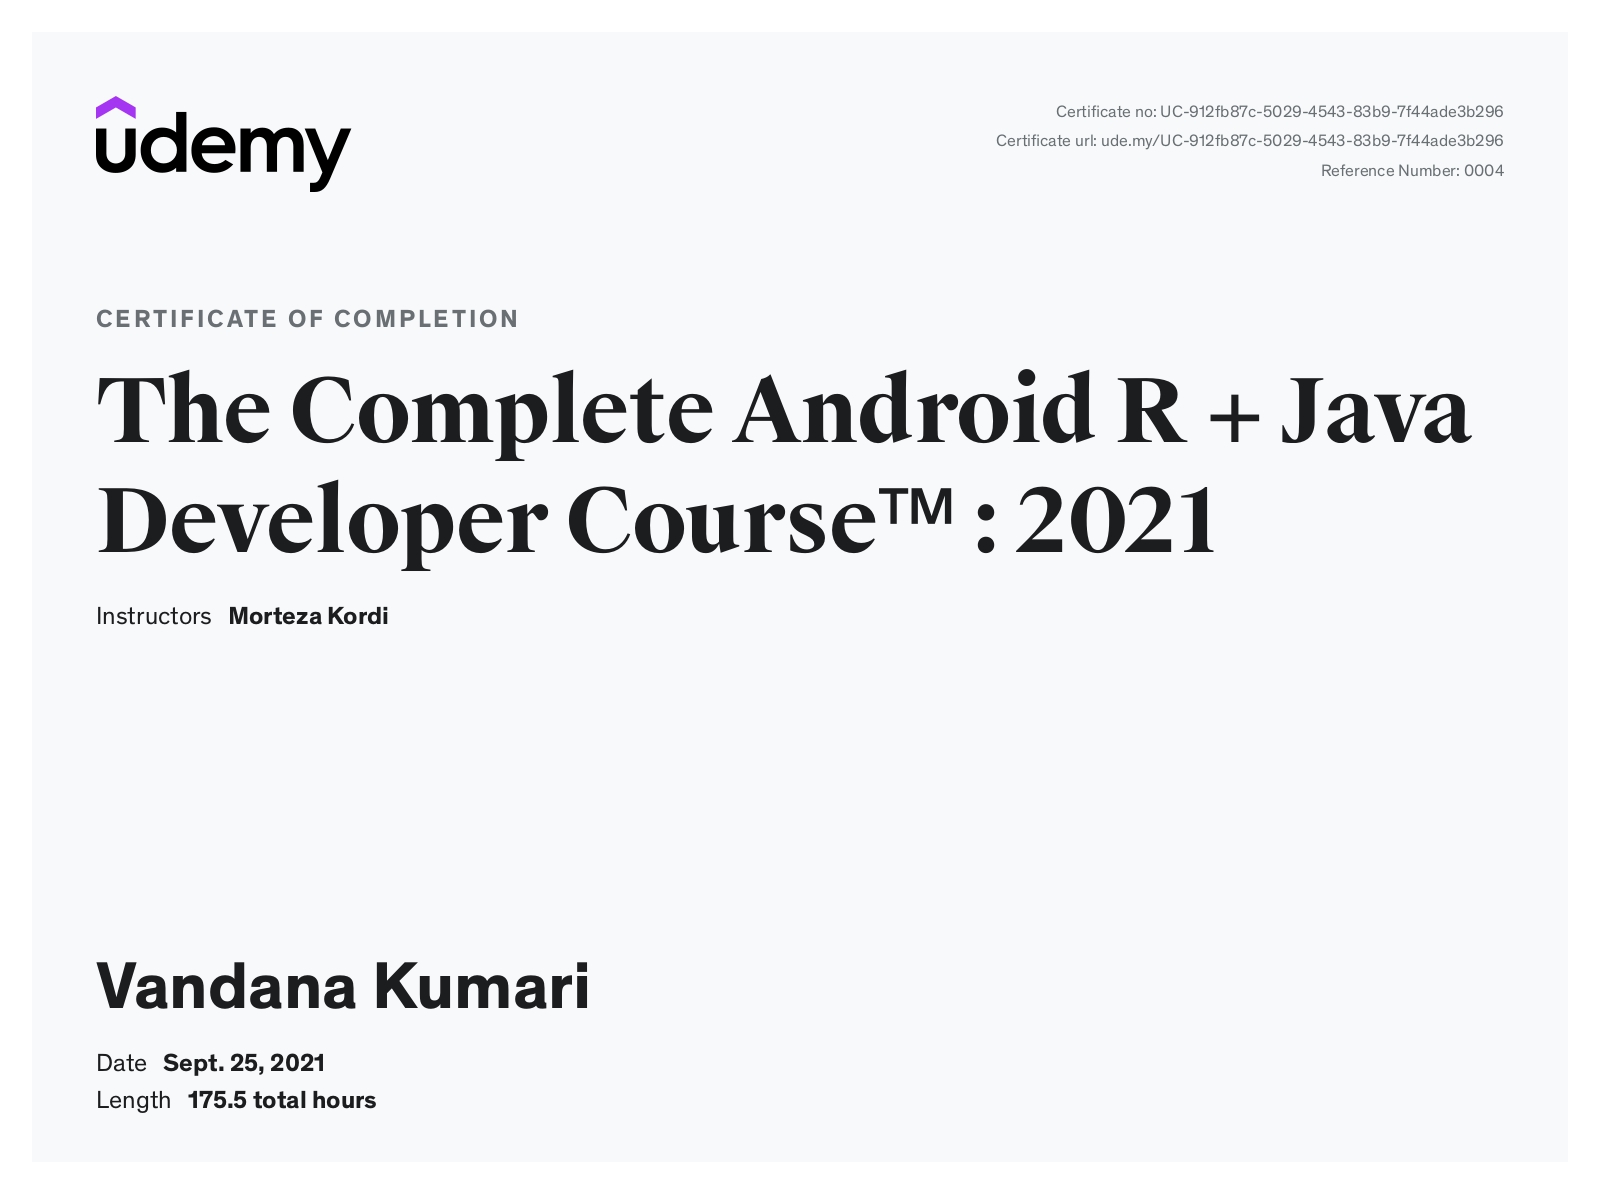 udemy
Certificate no: UC-912fb87c-5029-4543-83b9-7f44ade3b296
Certificate url: ude.my/UC-912fb87c-5029-4543-83b9-7f44ade3b296
Reference Number: 0004
CERTIFICATE OF COMPLETION
The Complete Android R + Java
Developer Course™ : 2021
Instructors Morteza Kordi
Vandana Kumari
Date Sept. 25, 2021
Length 175.5 total hours